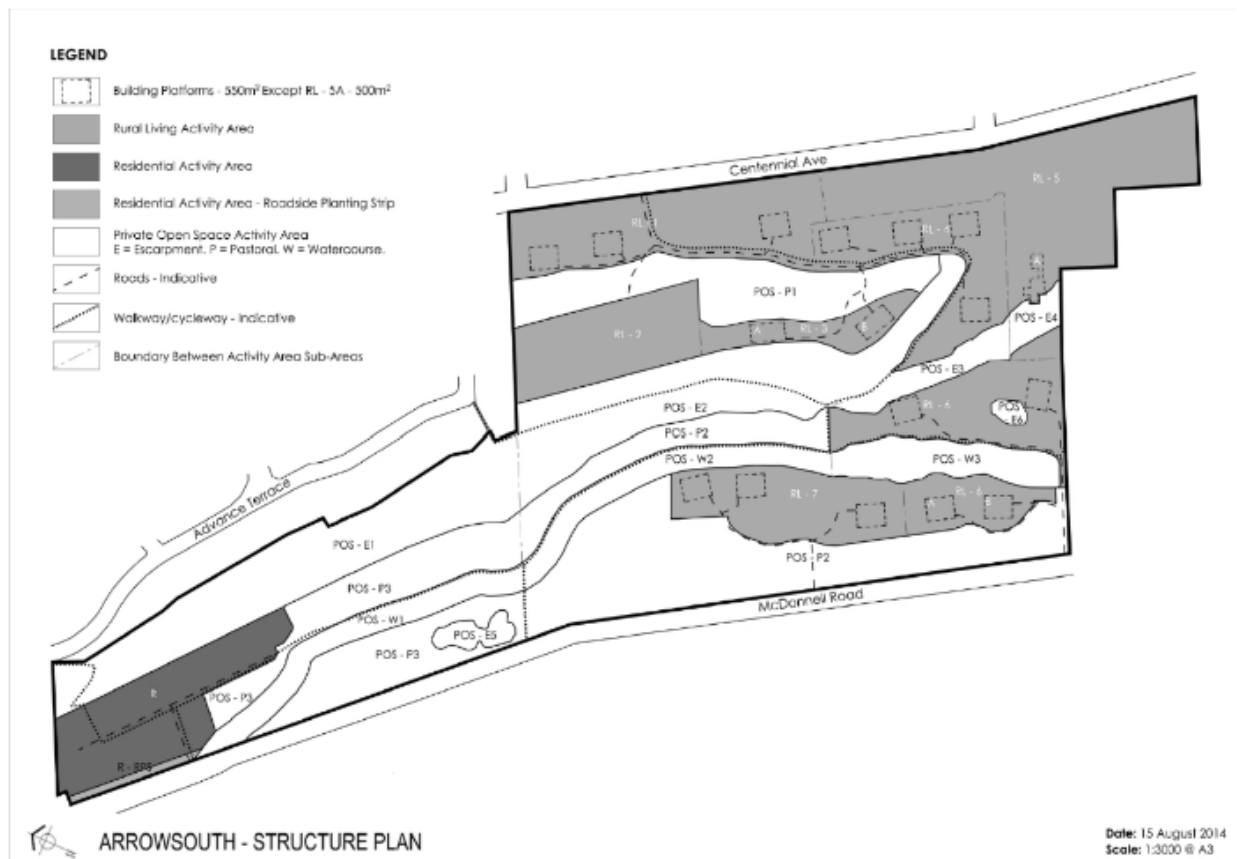 LEGEND
Building Platforms - 550m² Except RL - 5A - 500m²
Rural Living Activity Area
Residential Activity Area
Residential Activity Area - Roadside Planting Strip
Private Open Space Activity Area
E = Escarpment. P = Pastoral. W = Watercourse.
Roads - Indicative
Walkway/cycleway - Indicative
Boundary Between Activity Area Sub-Areas
Centennial Ave
RL - 5
RL - 1
RL - 4
A
POS - P1
POS - E4
RL - 2
A
RL - 3
B
POS - E3
POS - E2
RL - 6
POS
E6
POS - P2
POS - W2
POS - W3
Advance Terrace
RL - 7
RL - 6
A
B
POS - E1
POS - P2
POS - P3
McDonnell Road
POS - W1
POS - E5
POS - P3
R
POS - P3
R - RPS
ARROWSOUTH - STRUCTURE PLAN
Date: 15 August 2014
Scale: 1:3000 @ A3